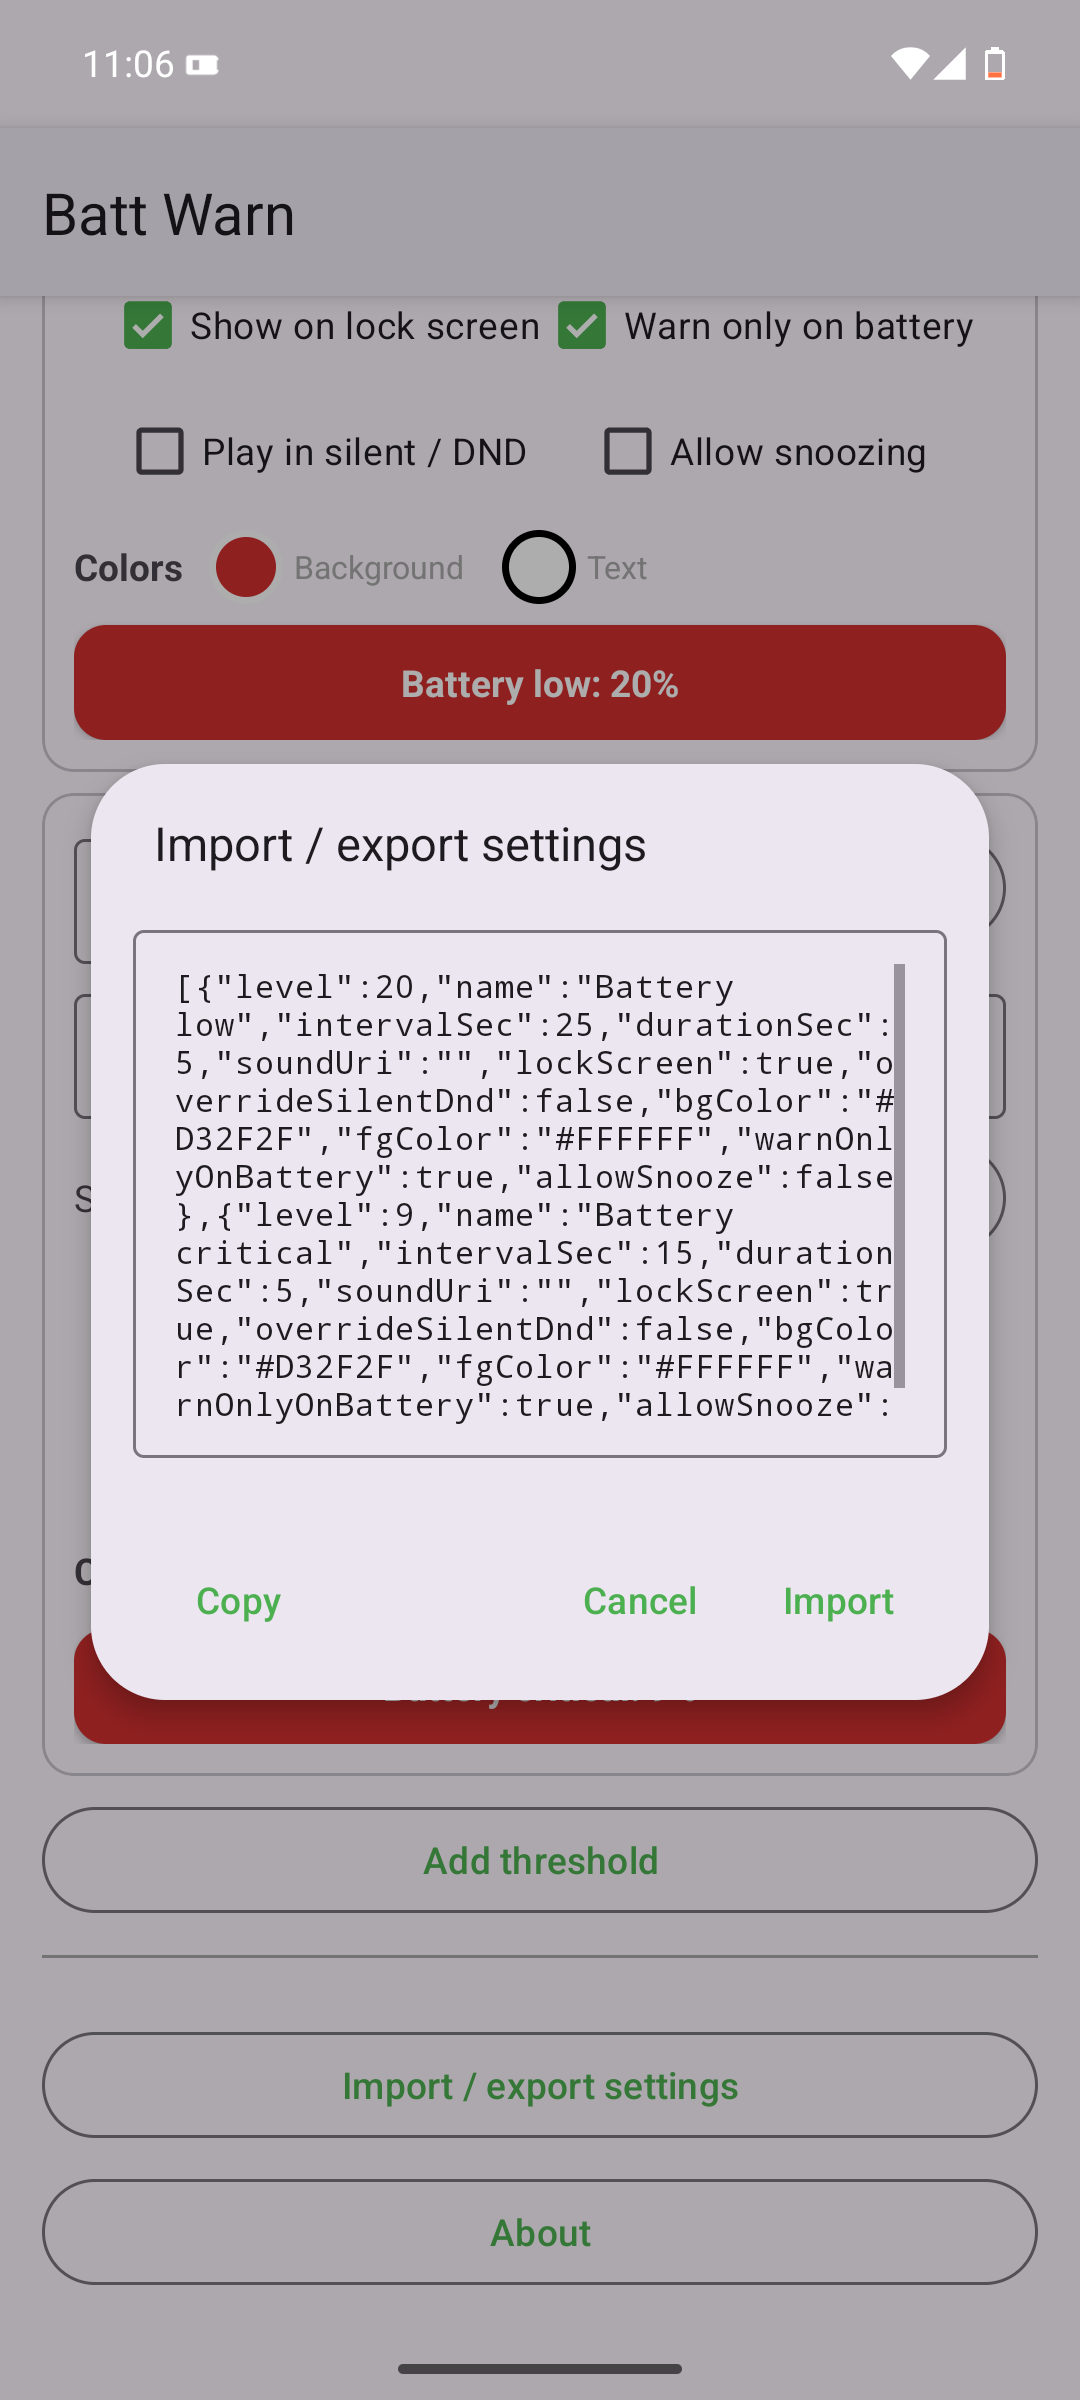 11:06
Batt Warn
Show on lock screen
Warn only on battery
Play in silent / DND
Allow snoozing
Colors
Background
Text
Battery low: 20%
Import / export settings
[{"level":20,"name":"Battery
low","intervalSec":25,"durationSec":
5,"soundUri":"","lockScreen":true,"o
verrideSilentDnd":false,"bgColor":"#
D32F2F","fgColor":"#FFFFFF","warnOnl
yOnBattery":true,"allowSnooze":false
},{"level":9,"name":"Battery
critical","intervalSec":15,"duration
Sec":5,"soundUri":"","lockScreen":tr
ue,"overrideSilentDnd":false,"bgColo
r":"#D32F2F","fgColor":"#FFFFFF","wa
rnOnlyOnBattery":true,"allowSnooze":
Copy
Cancel
Import
Add threshold
Import / export settings
About